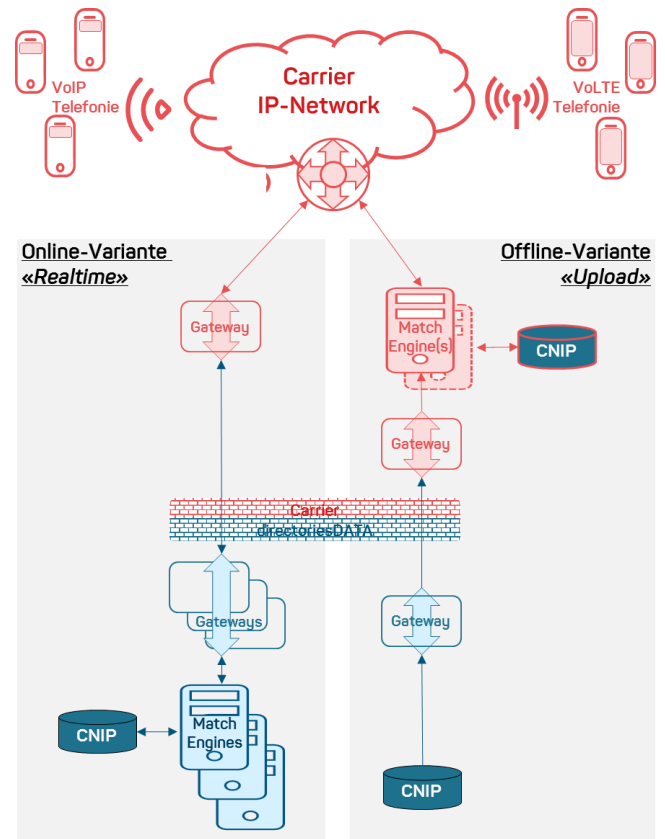 VoIP
Telefonie
Carrier
IP-Network
VoLTE
Telefonie
Online-Variante
«Realtime»
Offline-Variante
«Upload»
Gateway
Match
Engine(s)
CNIP
Gateway
Carrier
directoriesDATA
Gateways
Gateway
Match
Engines
CNIP
CNIP